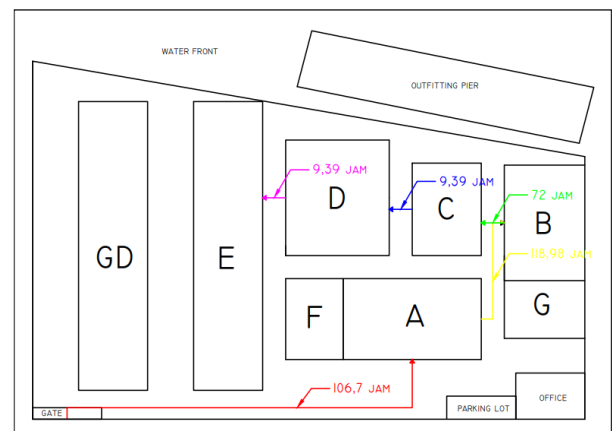 WATER FRONT
OUTFITTING PIER
9,39 JAM
9,39 JAM
72 JAM
D
C
B
GD
E
118,98 JAM
F
A
G
106,7 JAM
GATE
PARKING LOT
OFFICE